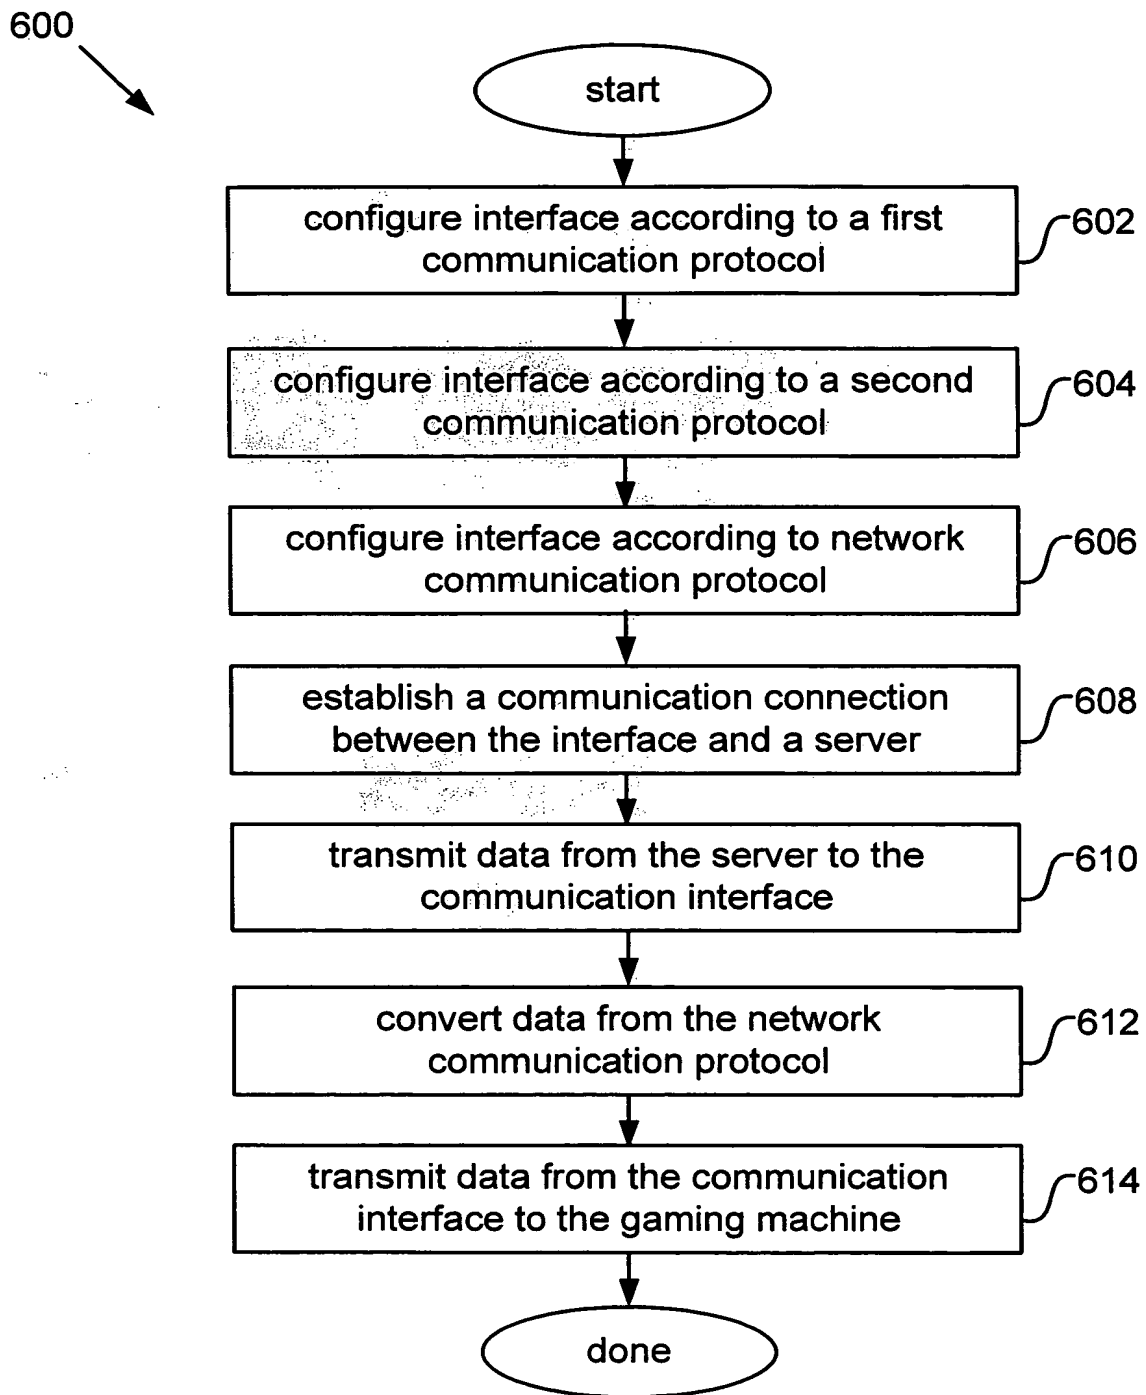 600
start
configure interface according to a first
communication protocol
602
configure interface according to a second
communication protocol
604
configure interface according to network
communication protocol
606
establish a communication connection
between the interface and a server
608
transmit data from the server to the
communication interface
610
convert data from the network
communication protocol
612
transmit data from the communication
interface to the gaming machine
614
done